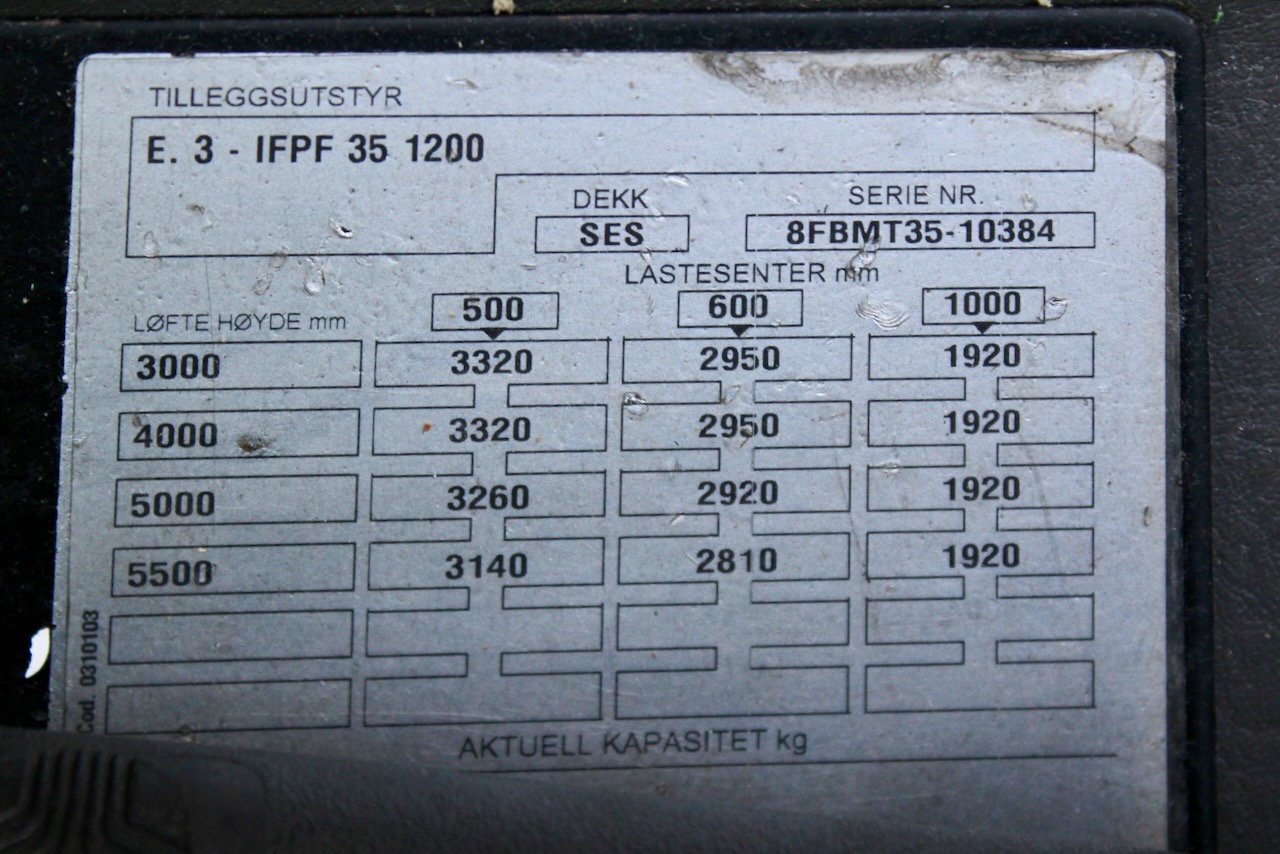 TILLEGGSUTSTYR
E. 3 - IFPF 35 1200
DEKK SERIE NR.
SES 8FBMT35-10384
LASTESENTER mm
LØFTE HØYDE mm 500 600 1000
3000 3320 2950 1920
4000 3320 2950 1920
5000 3260 2920 1920
5500 3140 2810 1920
AKTUELL KAPASITET kg
Cod. 0310103